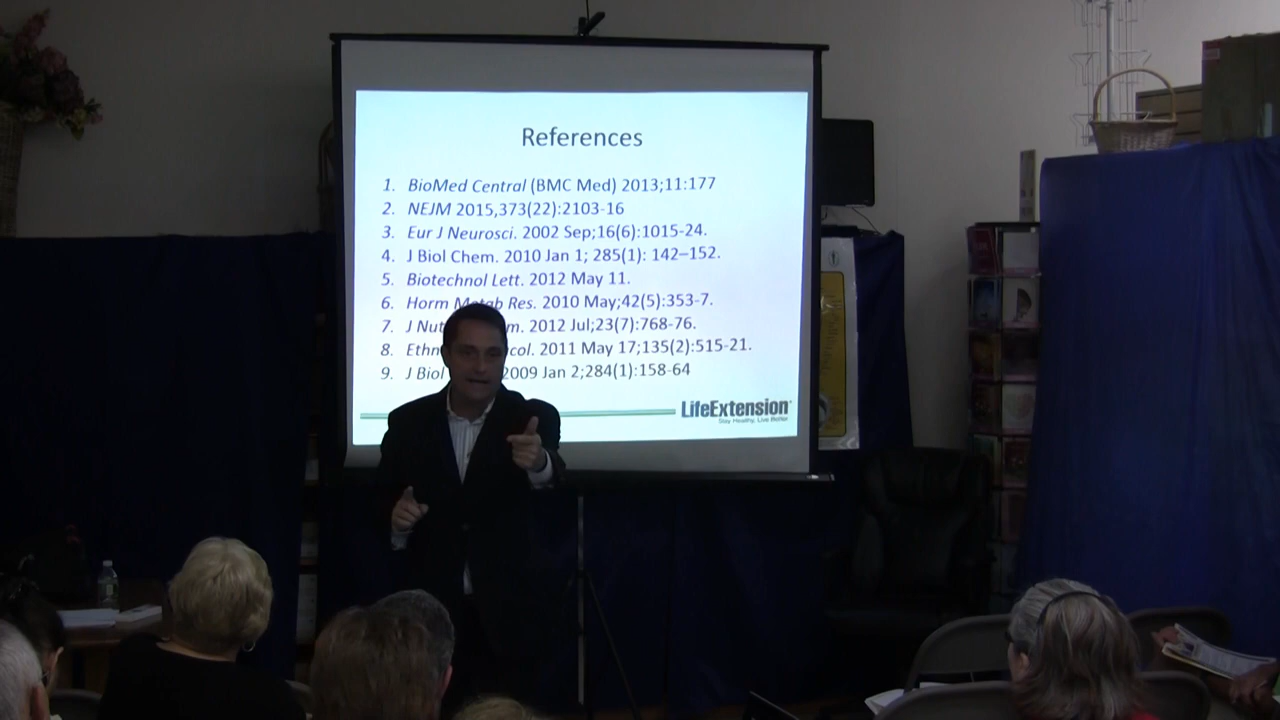 References
1. BioMed Central (BMC Med) 2013;11:177
2. NEJM 2015,373(22):2103-16
3. Eur J Neurosci. 2002 Sep;16(6):1015-24.
4. J Biol Chem. 2010 Jan 1; 285(1): 142–152.
5. Biotechnol Lett. 2012 May 11.
6. Horm Metab Res. 2010 May;42(5):353-7.
7. J Nut m. 2012 Jul;23(7):768-76.
8. Ethn col. 2011 May 17;135(2):515-21.
9. J Biol 2009 Jan 2;284(1):158-64
LifeExtension
Stay Healthy, Live Better